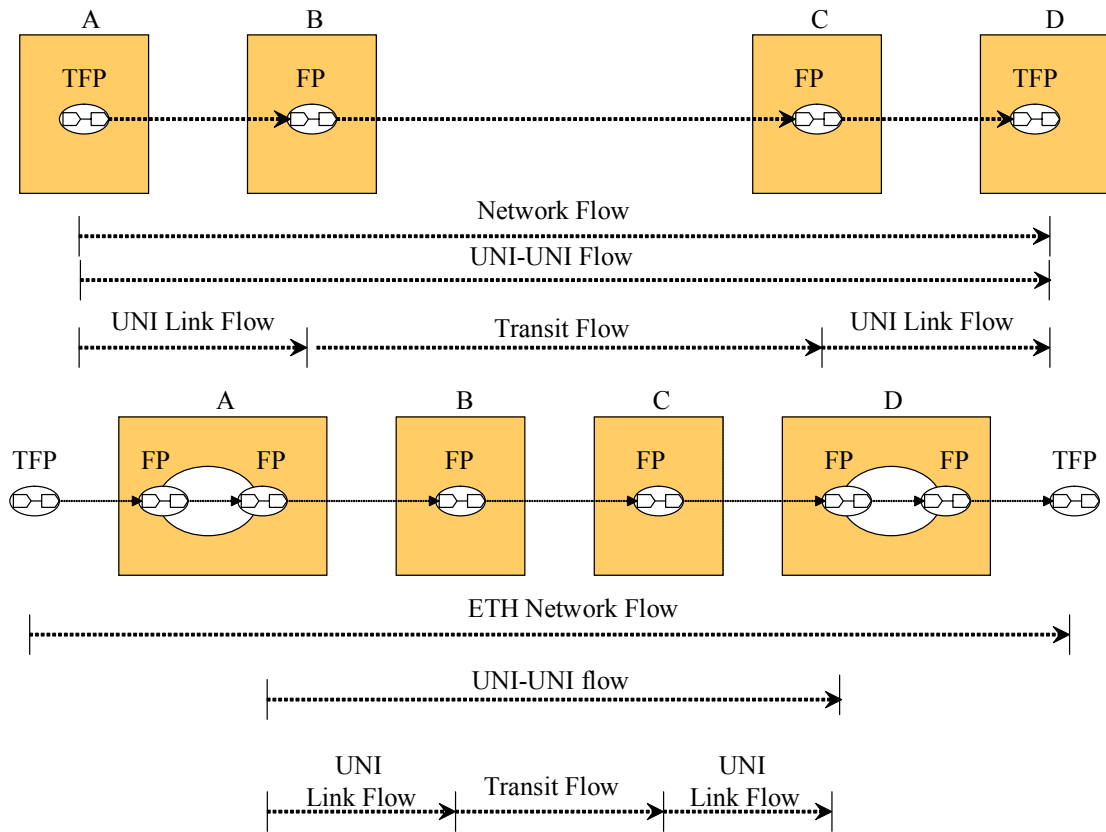 A B C D
TFP FP FP TFP
Network Flow
UNI-UNI Flow
UNI Link Flow Transit Flow UNI Link Flow
A B C D
TFP FP FP FP FP FP FP TFP
ETH Network Flow
UNI-UNI flow
UNI
Link Flow
Transit Flow
UNI
Link Flow